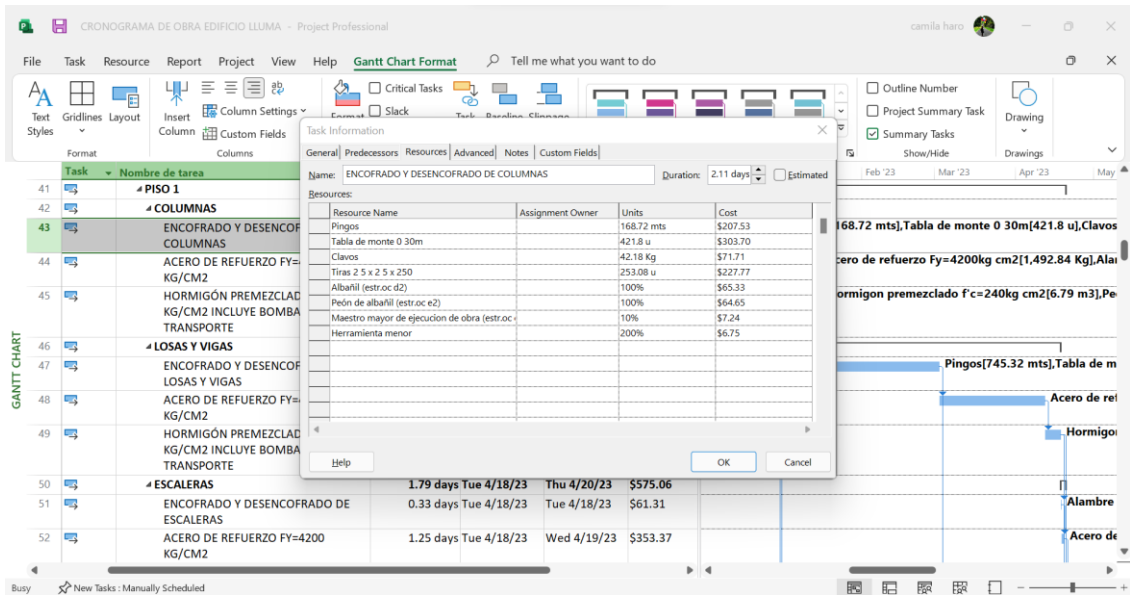 CRONOGRAMA DE OBRA EDIFICIO LLUMA - Project Professional
camila haro
File Task Resource Report Project View Help Gantt Chart Format Tell me what you want to do
Text Styles
Gridlines
Layout
Format
Insert Column
Column Settings
Custom Fields
Columns
Critical Tasks
Slack
Outline Number
Project Summary Task
Summary Tasks
Show/Hide
Drawing
Drawings
Task Information
General Predecessors Resources Advanced Notes Custom Fields
Name: ENCOFRADO Y DESENCOFRADO DE COLUMNAS Duration: 2.11 days Estimated
Resources:
Resource Name Assignment Owner Units Cost
Pingos 168.72 mts $207.53
Tabla de monte 0 30m 421.8 u $303.70
Clavos 42.18 Kg $71.71
Tiras 2 5 x 2 5 x 250 253.08 u $227.77
Albañil (estr.oc d2) 100% $65.33
Peón de albañil (estr.oc e2) 100% $64.65
Maestro mayor de ejecucion de obra (estr.oc 10% $7.24
Herramienta menor 200% $6.75
Help OK Cancel
Task Nombre de tarea
Feb '23 Mar '23 Apr '23 May
41 PISO 1
42 COLUMNAS
43 ENCOFRADO Y DESENCOF
COLUMNAS
168.72 mts],Tabla de monte 0 30m[421.8 u],Clavos
44 ACERO DE REFUERZO FY=
KG/CM2
cero de refuerzo Fy=4200kg cm2[1,492.84 Kg],Ala
45 HORMIGÓN PREMEZCLAD
KG/CM2 INCLUYE BOMBA
TRANSPORTE
ormigon premezclado f'c=240kg cm2[6.79 m3],Pe
46 LOSAS Y VIGAS
47 ENCOFRADO Y DESENCOF
LOSAS Y VIGAS
Pingos[745.32 mts],Tabla de m
48 ACERO DE REFUERZO FY=
KG/CM2
Acero de ref
49 HORMIGÓN PREMEZCLAD
KG/CM2 INCLUYE BOMBA
TRANSPORTE
Hormigo
50 ESCALERAS 1.79 days Tue 4/18/23 Thu 4/20/23 $575.06
51 ENCOFRADO Y DESENCOFRADO DE
ESCALERAS
0.33 days Tue 4/18/23 Tue 4/18/23 $61.31
Alambre
52 ACERO DE REFUERZO FY=4200
KG/CM2
1.25 days Tue 4/18/23 Wed 4/19/23 $353.37
Acero de
GANTT CHART
Busy New Tasks : Manually Scheduled